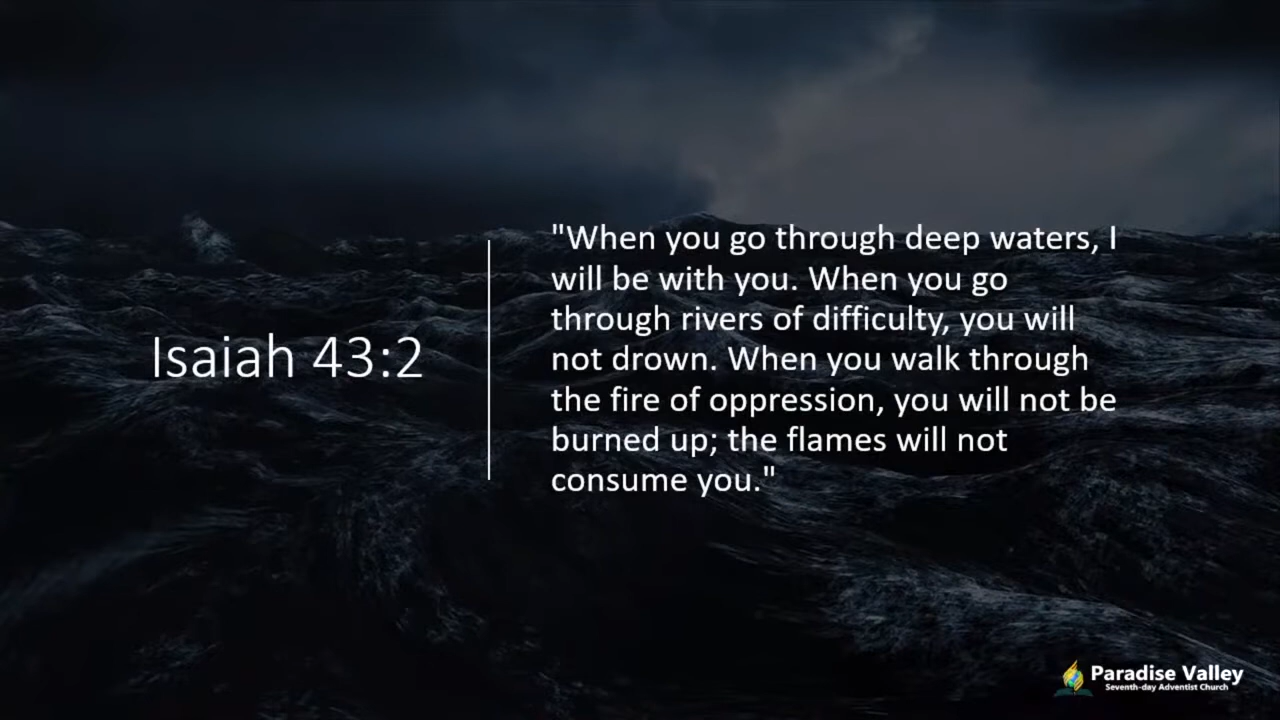 Isaiah 43:2
"When you go through deep waters, I
will be with you. When you go
through rivers of difficulty, you will
not drown. When you walk through
the fire of oppression, you will not be
burned up; the flames will not
consume you."
Paradise Valley
Seventh-day Adventist Church